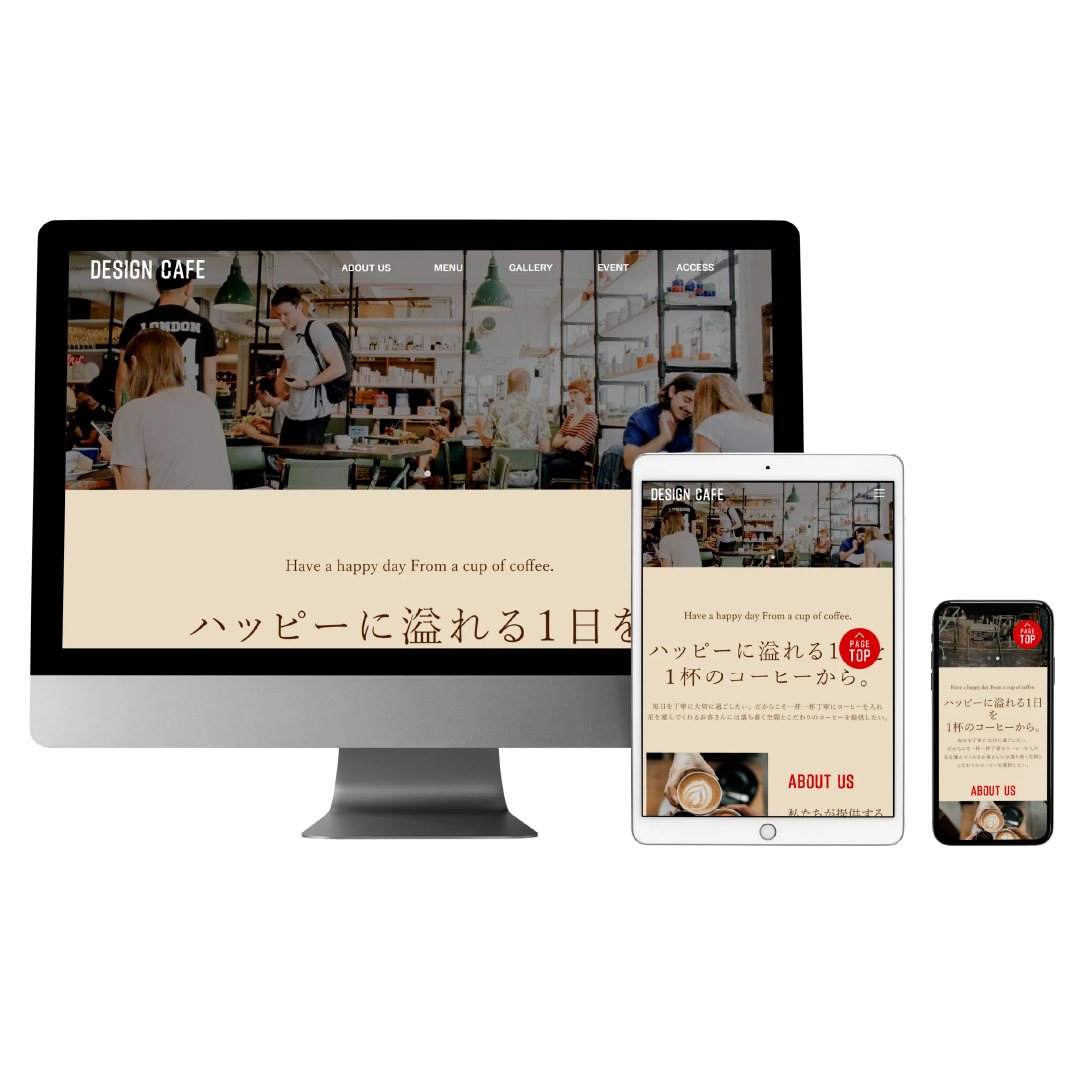 DESIGN CAFE
ABOUT US MENU GALLERY EVENT ACCESS
LONDON
Have a happy day From a cup of coffee.
ハッピーに溢れる1日を
DESIGN CAFE
Have a happy day From a cup of coffee.
ハッピーに溢れる1
PAGE
TOP
1杯のコーヒーから。
毎日を丁寧に大切に過ごしたい。だからこそ一杯一杯丁寧にコーヒーを入れ
足を運んでくれるお客さんには落ち着く空間とこだわりのコーヒーを提供したい。
ABOUT US
私たちが提供する
PAGE
TOP
Have a happy day From a cup of coffee.
ハッピーに溢れる1日
を
1杯のコーヒーから。
毎日を丁寧に大切に過ごしたい。
だからこそ一杯一杯丁寧にコーヒーを入れ
足を運んでくれるお客さんには落ち着く空間と
こだわりのコーヒーを提供したい。
ABOUT US